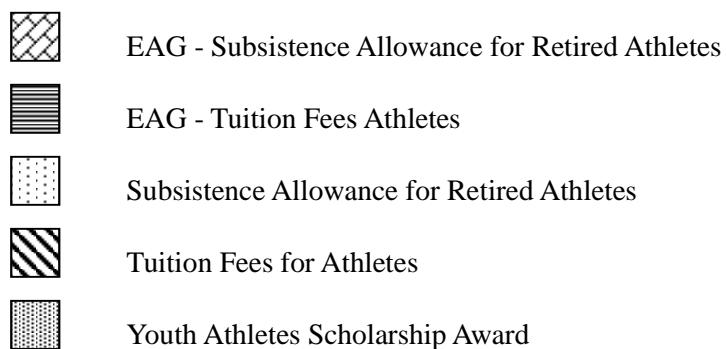 EAG - Subsistence Allowance for Retired Athletes
EAG - Tuition Fees Athletes
Subsistence Allowance for Retired Athletes
Tuition Fees for Athletes
Youth Athletes Scholarship Award